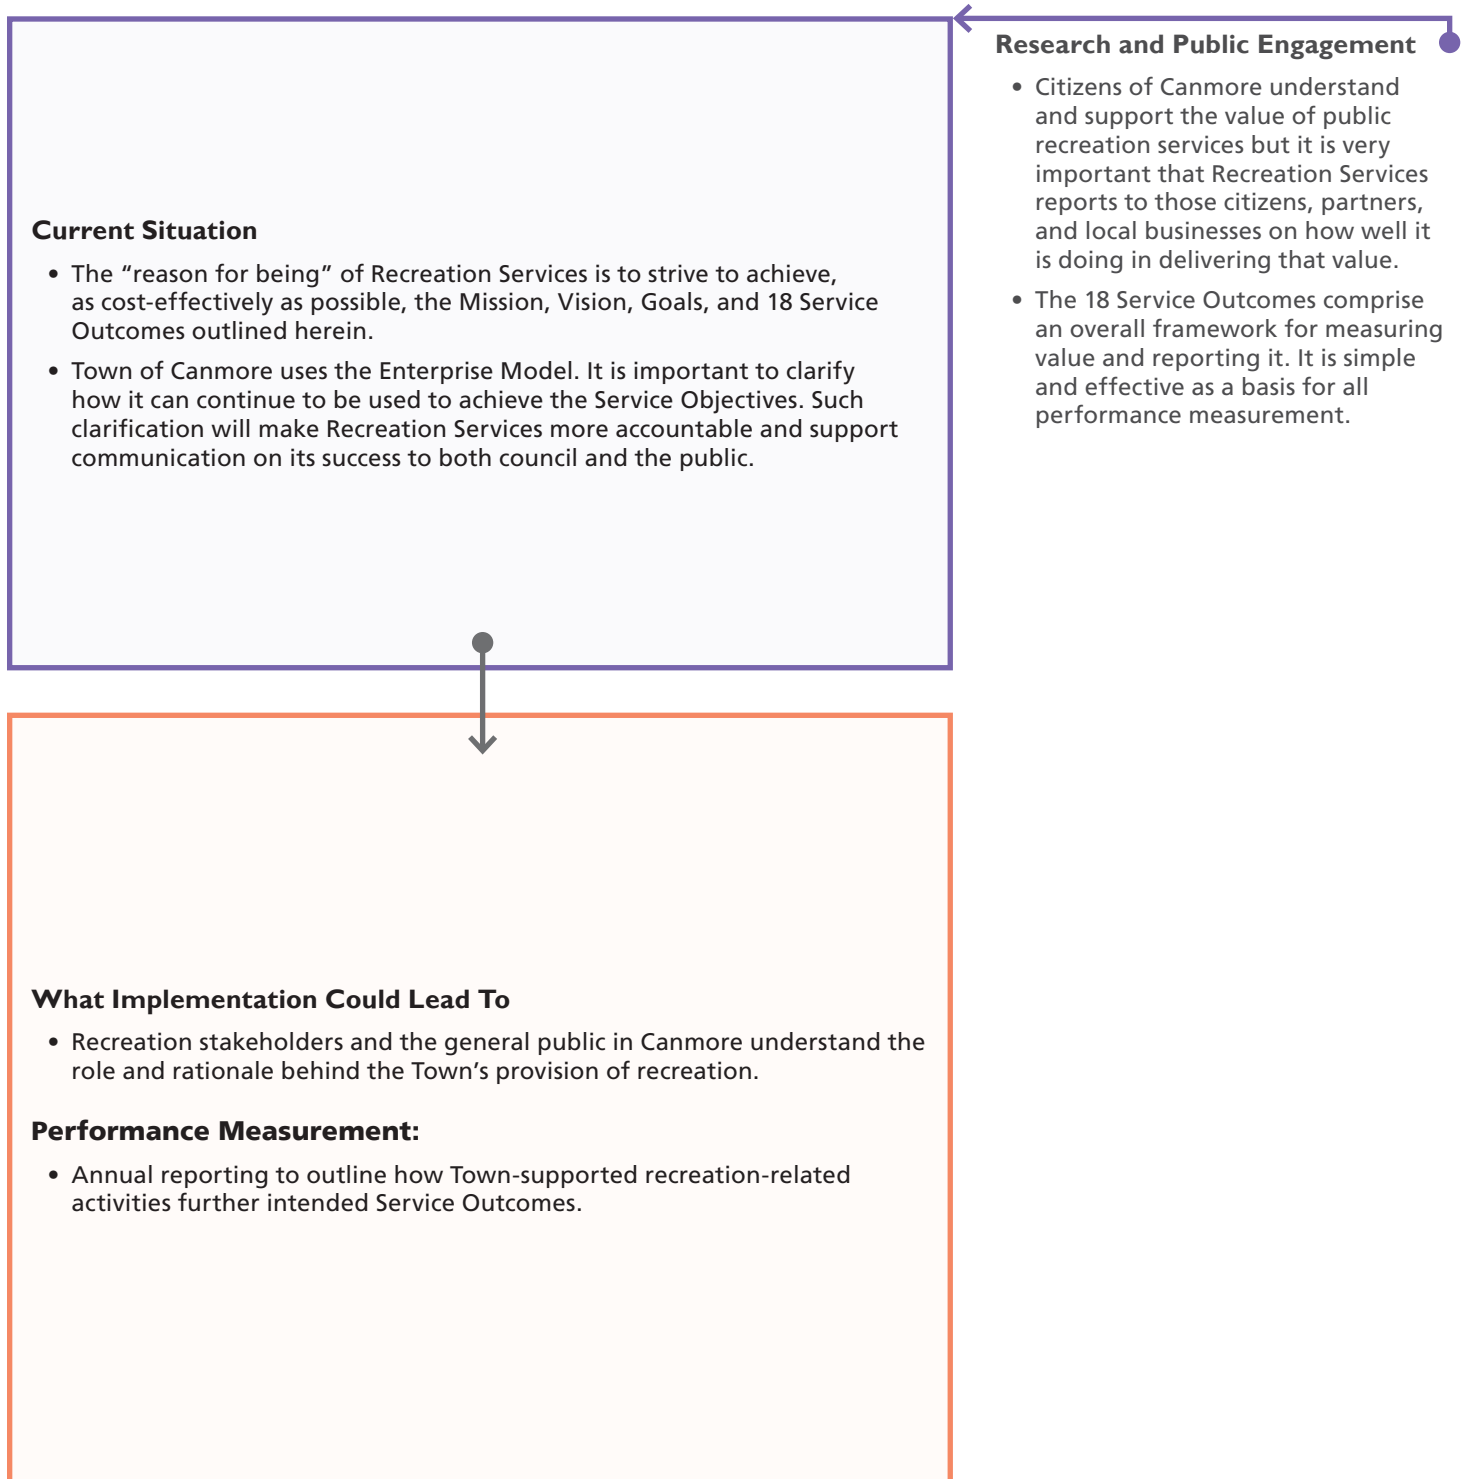 Current Situation
• The “reason for being” of Recreation Services is to strive to achieve,
as cost-effectively as possible, the Mission, Vision, Goals, and 18 Service
Outcomes outlined herein.
• Town of Canmore uses the Enterprise Model. It is important to clarify
how it can continue to be used to achieve the Service Objectives. Such
clarification will make Recreation Services more accountable and support
communication on its success to both council and the public.
Research and Public Engagement
• Citizens of Canmore understand
and support the value of public
recreation services but it is very
important that Recreation Services
reports to those citizens, partners,
and local businesses on how well it
is doing in delivering that value.
• The 18 Service Outcomes comprise
an overall framework for measuring
value and reporting it. It is simple
and effective as a basis for all
performance measurement.
What Implementation Could Lead To
• Recreation stakeholders and the general public in Canmore understand the
role and rationale behind the Town’s provision of recreation.
Performance Measurement:
• Annual reporting to outline how Town-supported recreation-related
activities further intended Service Outcomes.